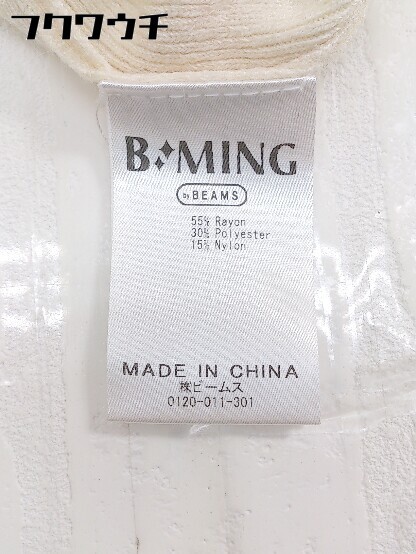 フクワウチ
B:MING
by BEAMS
55% Rayon
30% Polyester
15% Nylon
MADE IN CHINA
㈱ビームス
0120-011-301